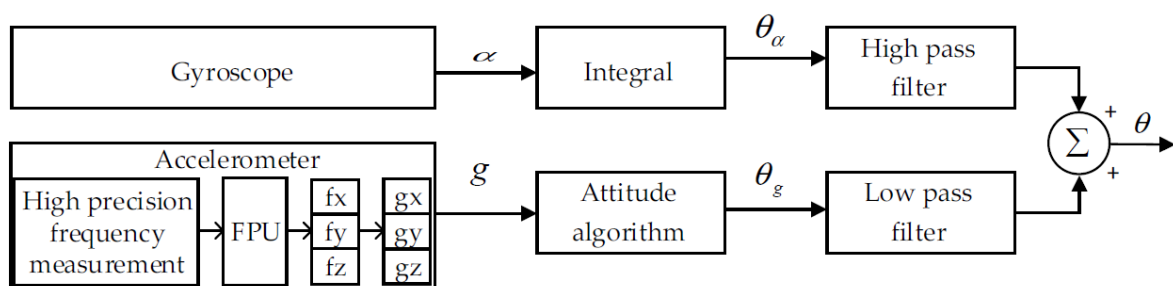 Gyroscope
α
Integral
θα
High pass
filter
+
Σ
θ
+
Accelerometer
High precision
frequency
measurement
FPU
fx
fy
fz
gx
gy
gz
g
Attitude
algorithm
θg
Low pass
filter